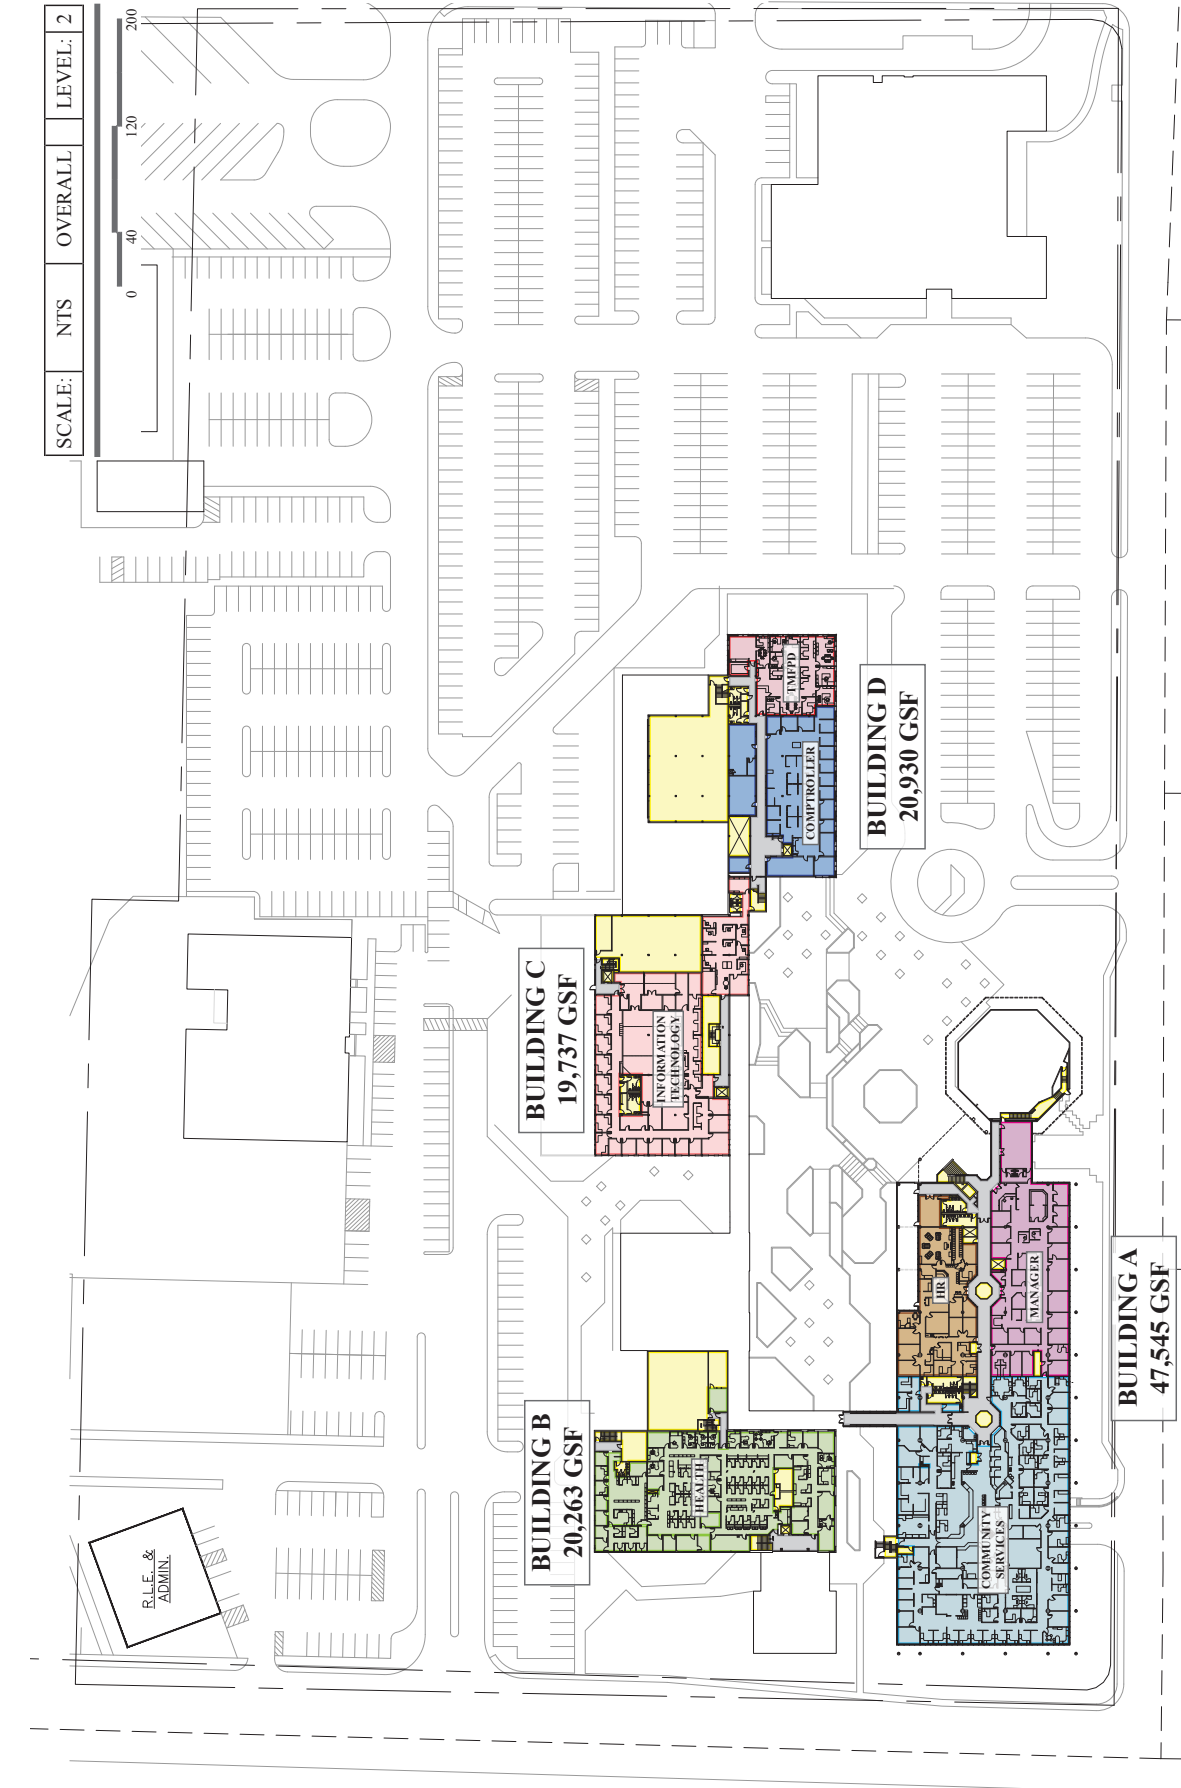 SCALE: NTS OVERALL LEVEL: 2
0 40 120 200
TMFPD
COMPTROLLER
BUILDING D
20,930 GSF
BUILDING C
19,737 GSF
INFORMATION
TECHNOLOGY
HR
MANAGER
BUILDING A
47,545 GSF
BUILDING B
20,263 GSF
HEALTH
COMMUNITY
SERVICES
R.L.E. &
ADMIN.